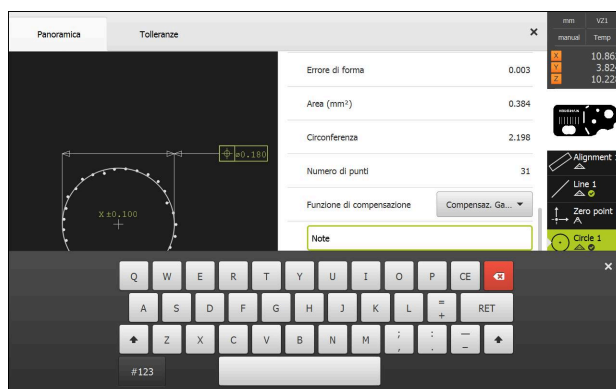 Panoramica
Tolleranze
×
mm
VZ1
manual
Temp
X
10.86
Y
3.82
Z
10.228
Errore di forma
0.003
Area (mm²)
0.384
Circonferenza
2.198
Numero di punti
31
Funzione di compensazione
Compensaz. Ga...
Note
ø0.180
X ±0.100
Alignment
Line 1
Zero point
Circle 1
×
Q W E R T Y U I O P CE
A S D F G H J K L = + RET
Z X C V B N M ; , : . — –
#123